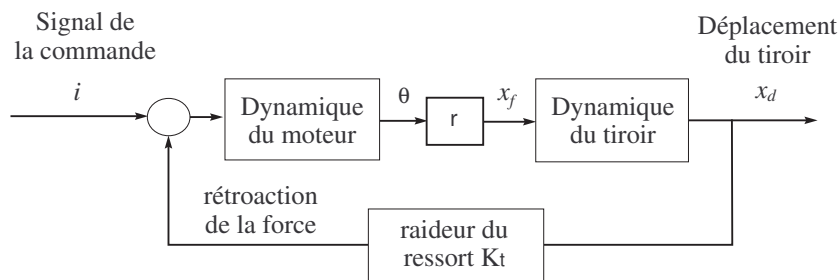 Signal de
la commande
i
Dynamique
du moteur
θ
r
x_f
Dynamique
du tiroir
Déplacement
du tiroir
x_d
rétroaction
de la force
raideur du
ressort Kt